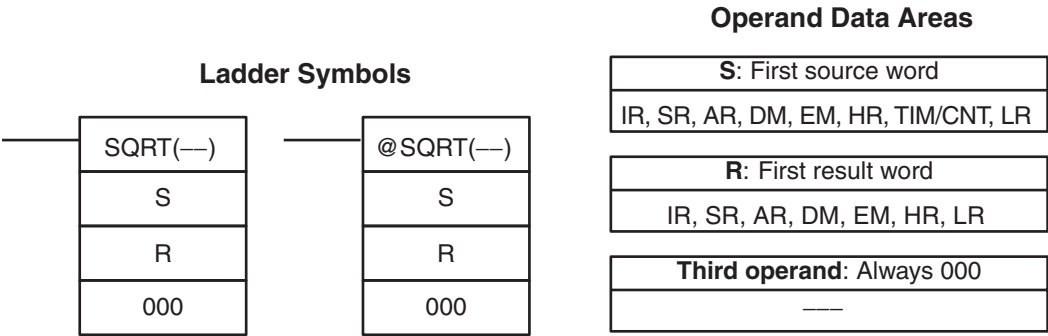 Ladder Symbols
SQRT(––)
S
R
000
@SQRT(––)
S
R
000
Operand Data Areas
S: First source word
IR, SR, AR, DM, EM, HR, TIM/CNT, LR
R: First result word
IR, SR, AR, DM, EM, HR, LR
Third operand: Always 000
–––